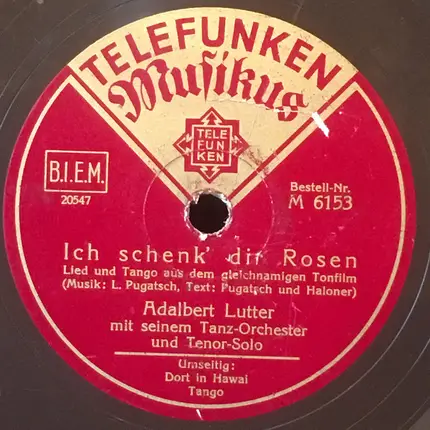 TELEFUNKEN
Musikus
TELE
FUN
KEN
B.I.E.M.
20547
Bestell-Nr.
M 6153
Ich schenk' dir Rosen
Lied und Tango aus dem gleichnamigen Tonfilm
(Musik: L. Pugatsch, Text: Pugatsch und Haloner)
Adalbert Lutter
mit seinem Tanz-Orchester
und Tenor-Solo
Umseitig:
Dort in Hawai
Tango